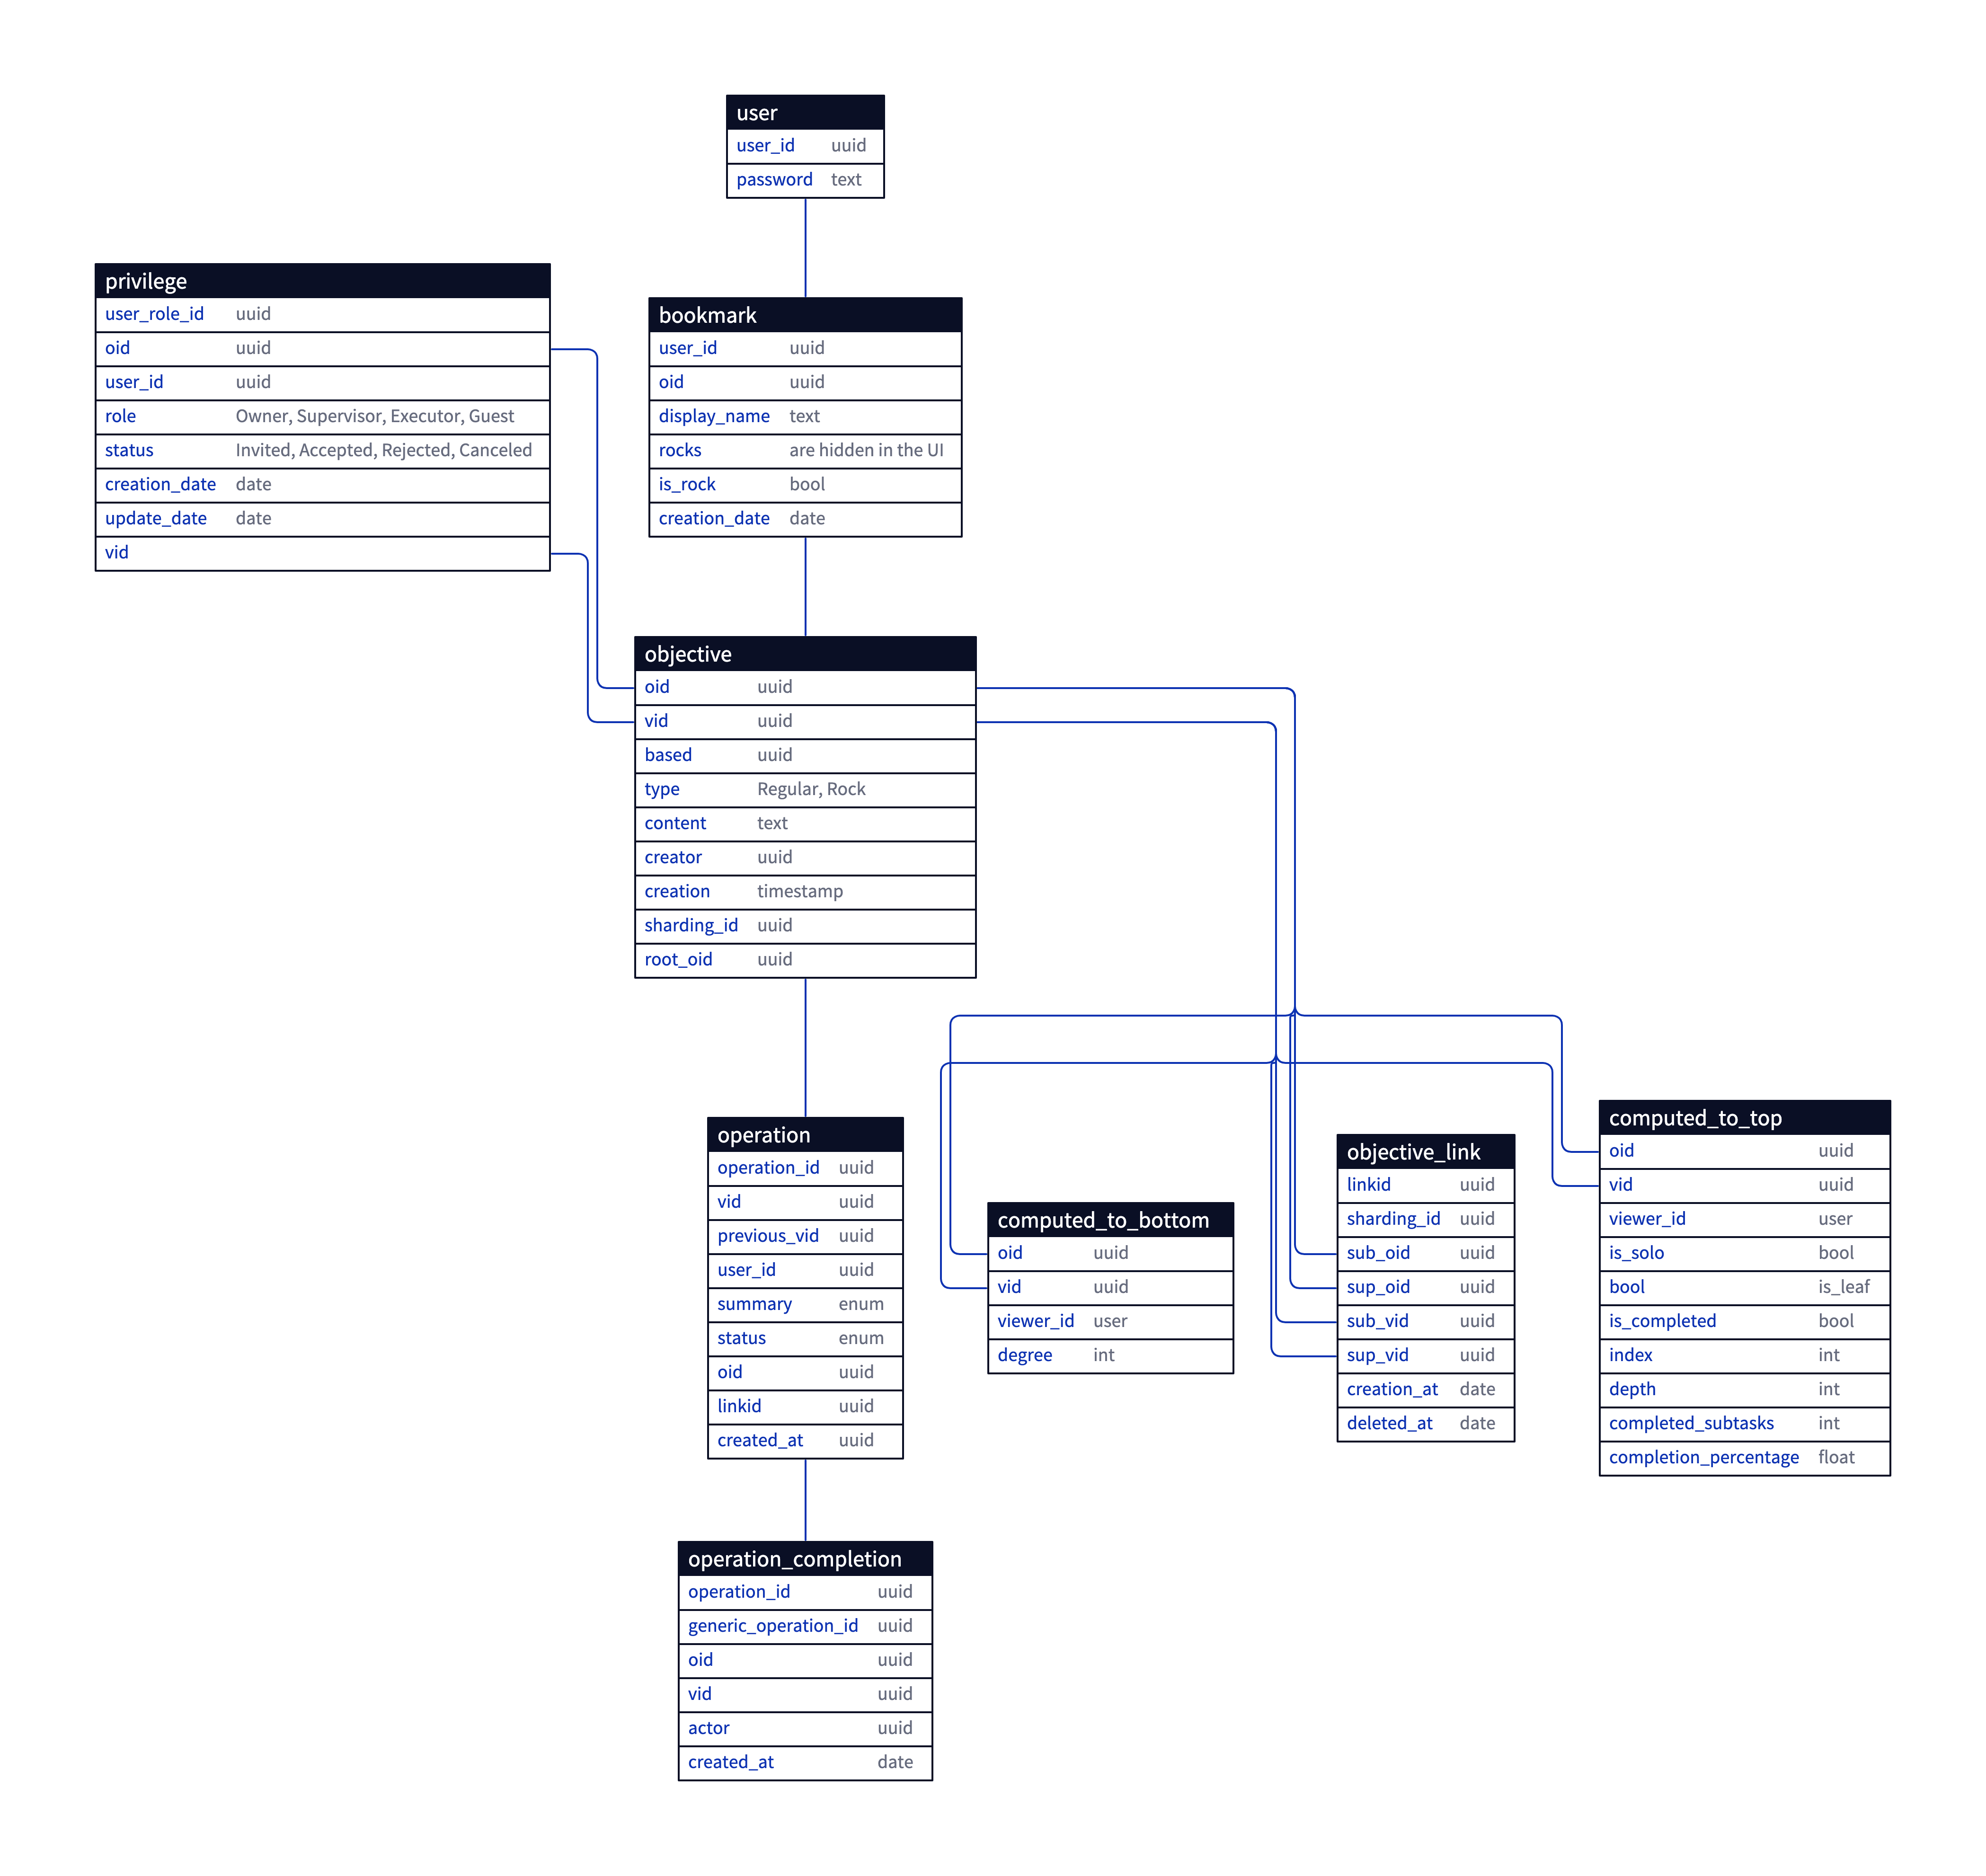 user
user_id uuid
password text
privilege
user_role_id uuid
oid uuid
user_id uuid
role Owner, Supervisor, Executor, Guest
status Invited, Accepted, Rejected, Canceled
creation_date date
update_date date
vid
bookmark
user_id uuid
oid uuid
display_name text
rocks are hidden in the UI
is_rock bool
creation_date date
objective
oid uuid
vid uuid
based uuid
type Regular, Rock
content text
creator uuid
creation timestamp
sharding_id uuid
root_oid uuid
operation
operation_id uuid
vid uuid
previous_vid uuid
user_id uuid
summary enum
status enum
oid uuid
linkid uuid
created_at uuid
computed_to_bottom
oid uuid
vid uuid
viewer_id user
degree int
objective_link
linkid uuid
sharding_id uuid
sub_oid uuid
sup_oid uuid
sub_vid uuid
sup_vid uuid
creation_at date
deleted_at date
computed_to_top
oid uuid
vid uuid
viewer_id user
is_solo bool
bool is_leaf
is_completed bool
index int
depth int
completed_subtasks int
completion_percentage float
operation_completion
operation_id uuid
generic_operation_id uuid
oid uuid
vid uuid
actor uuid
created_at date